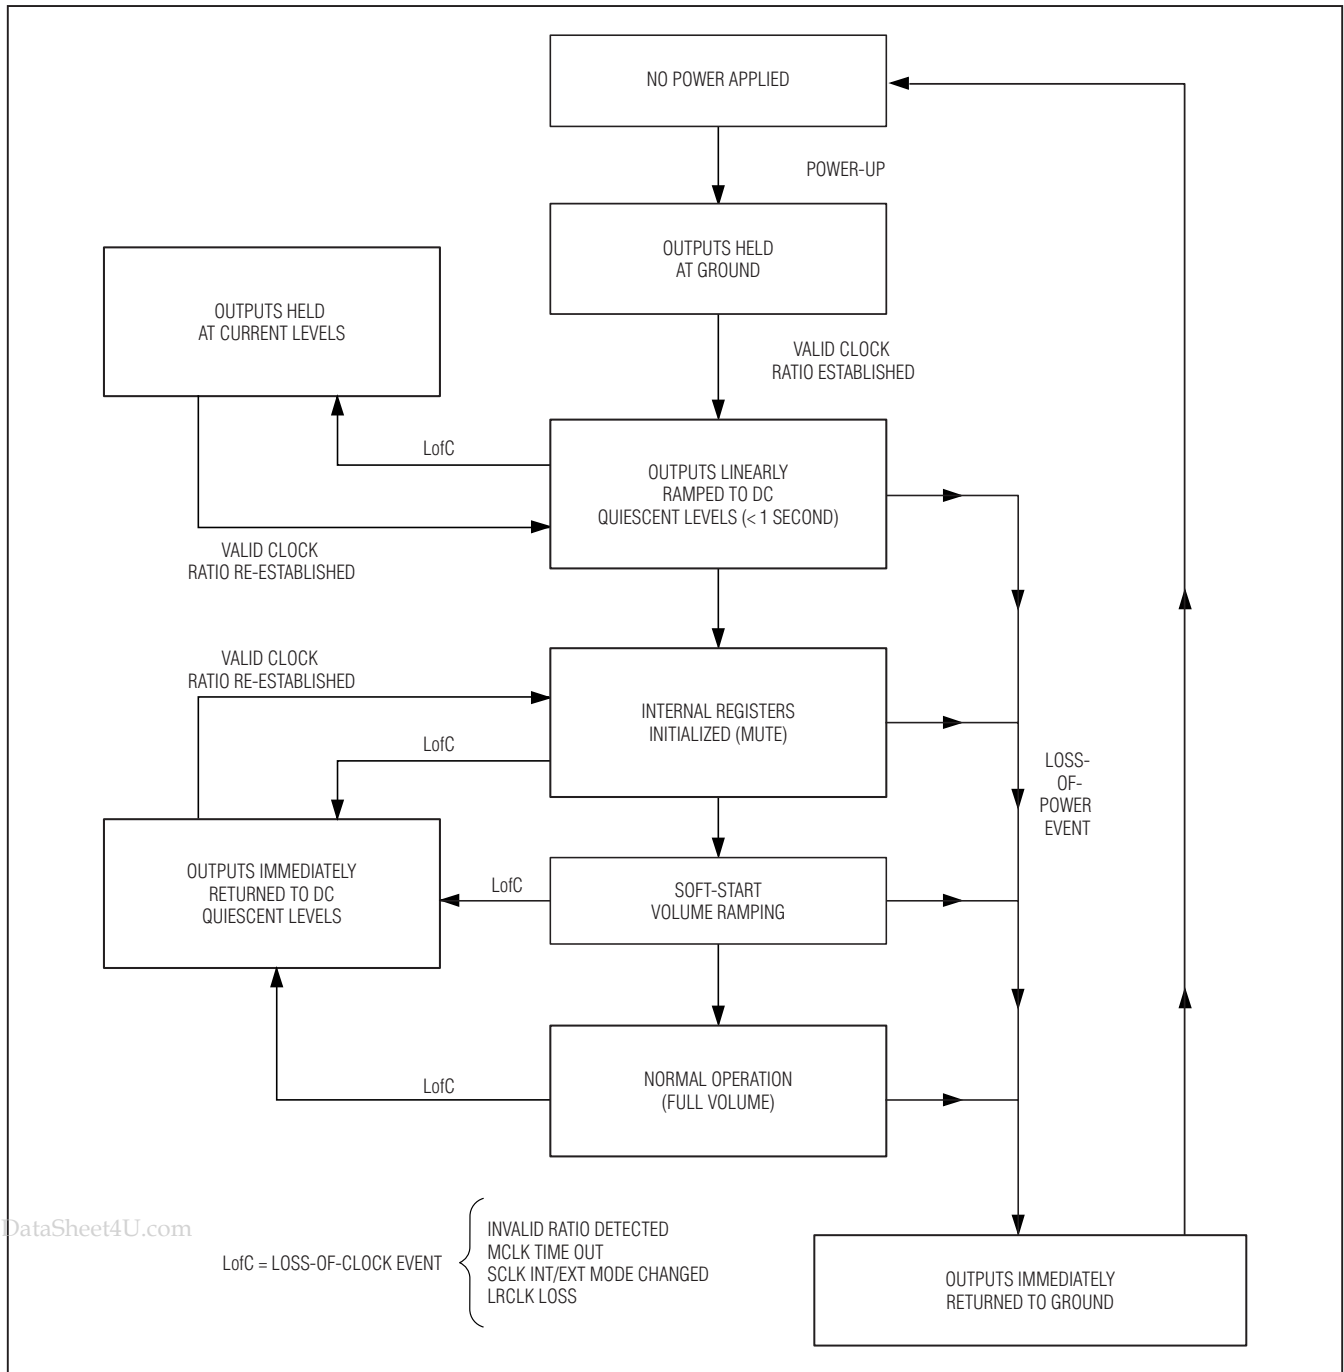 NO POWER APPLIED
POWER-UP
OUTPUTS HELD
AT GROUND
OUTPUTS HELD
AT CURRENT LEVELS
VALID CLOCK
RATIO ESTABLISHED
LofC
OUTPUTS LINEARLY
RAMPED TO DC
QUIESCENT LEVELS (< 1 SECOND)
VALID CLOCK
RATIO RE-ESTABLISHED
VALID CLOCK
RATIO RE-ESTABLISHED
INTERNAL REGISTERS
INITIALIZED (MUTE)
LofC
LOSS-
OF-
POWER
EVENT
OUTPUTS IMMEDIATELY
RETURNED TO DC
QUIESCENT LEVELS
LofC
SOFT-START
VOLUME RAMPING
NORMAL OPERATION
(FULL VOLUME)
LofC
DataSheet4U.com
LofC = LOSS-OF-CLOCK EVENT
INVALID RATIO DETECTED
MCLK TIME OUT
SCLK INT/EXT MODE CHANGED
LRCLK LOSS
OUTPUTS IMMEDIATELY
RETURNED TO GROUND